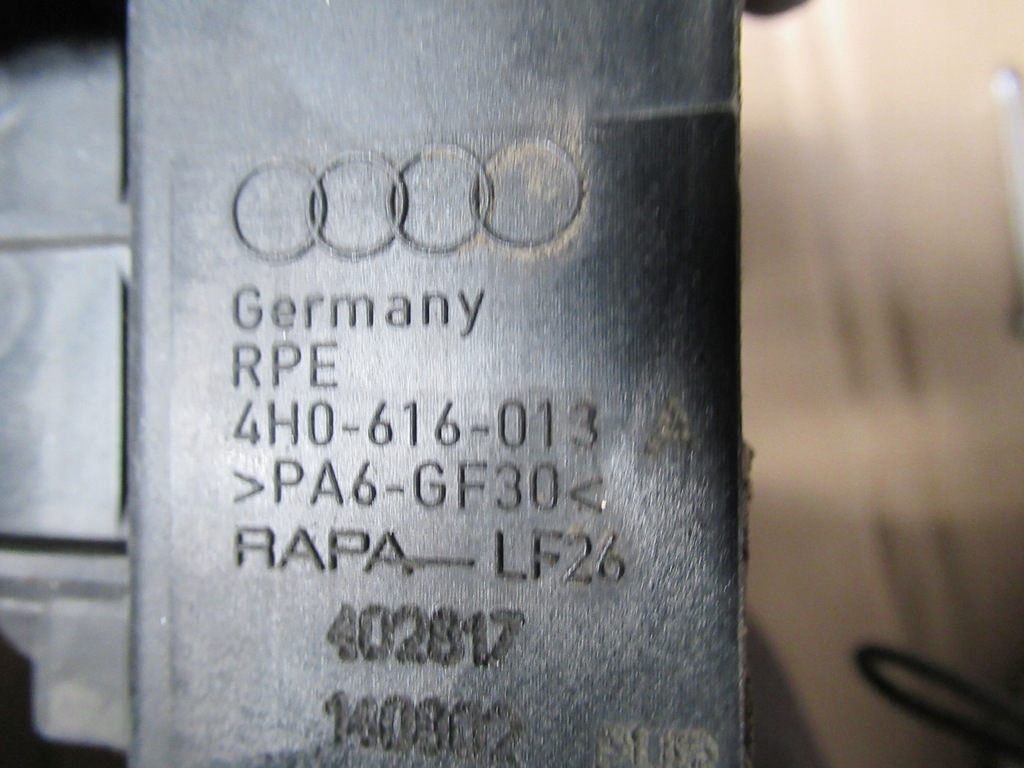 Germany
RPE
4H0-616-013 A
>PA6-GF30<
RAPA—LF26
402817
140802